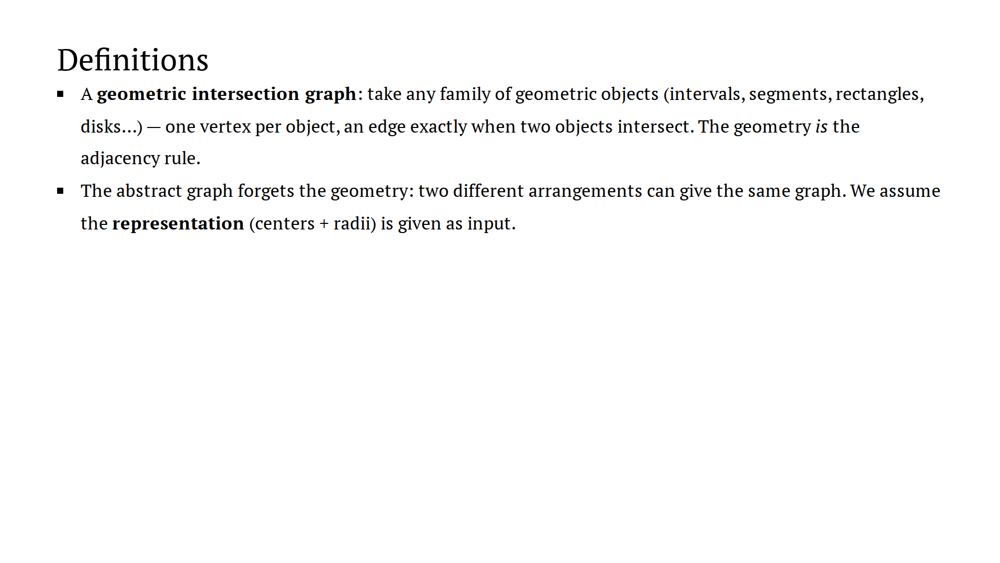 Definitions
▪ A geometric intersection graph: take any family of geometric objects (intervals, segments, rectangles,
disks…) — one vertex per object, an edge exactly when two objects intersect. The geometry is the
adjacency rule.
▪ The abstract graph forgets the geometry: two different arrangements can give the same graph. We assume
the representation (centers + radii) is given as input.